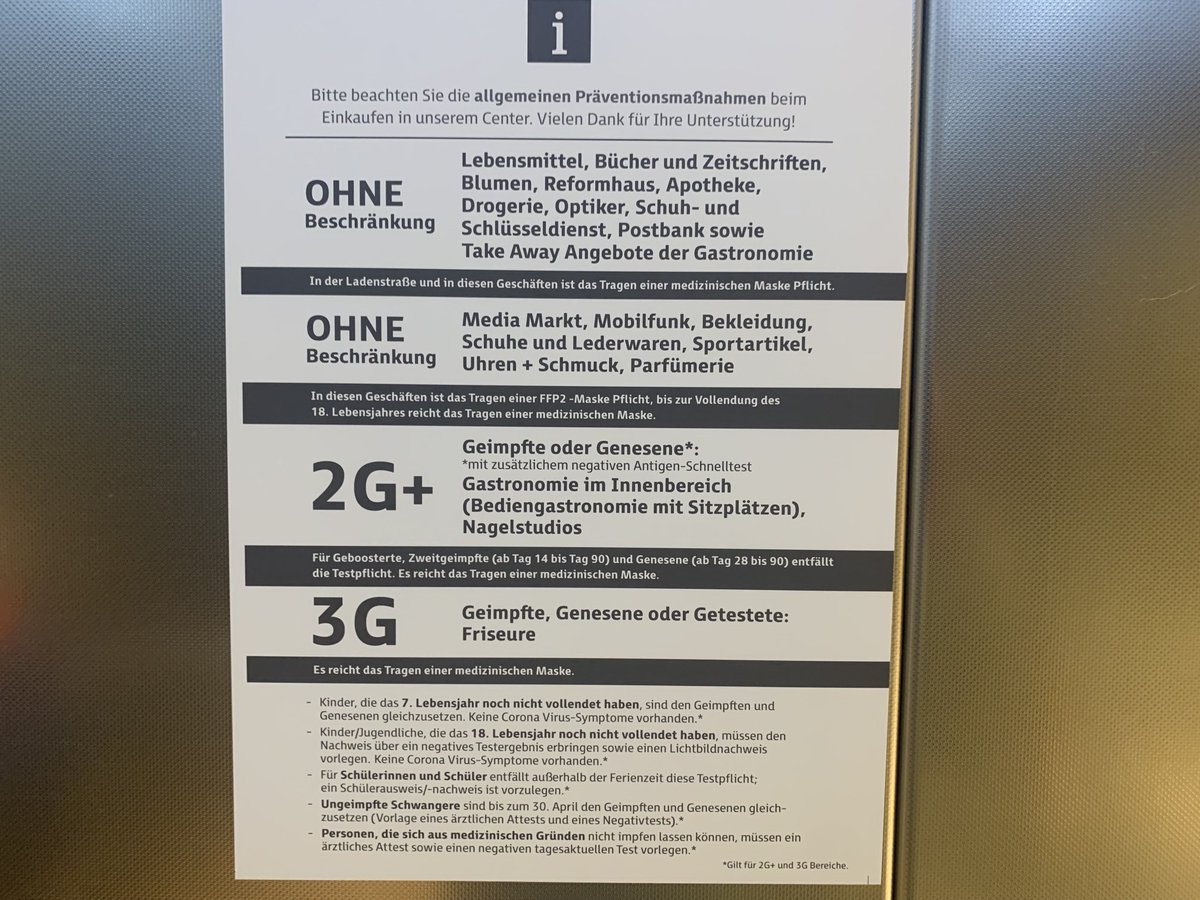 i
Bitte beachten Sie die allgemeinen Präventionsmaßnahmen beim
Einkaufen in unserem Center. Vielen Dank für Ihre Unterstützung!
OHNE
Beschränkung
Lebensmittel, Bücher und Zeitschriften,
Blumen, Reformhaus, Apotheke,
Drogerie, Optiker, Schuh- und
Schlüsseldienst, Postbank sowie
Take Away Angebote der Gastronomie
In der Ladenstraße und in diesen Geschäften ist das Tragen einer medizinischen Maske Pflicht.
OHNE
Beschränkung
Media Markt, Mobilfunk, Bekleidung,
Schuhe und Lederwaren, Sportartikel,
Uhren + Schmuck, Parfümerie
In diesen Geschäften ist das Tragen einer FFP2 -Maske Pflicht, bis zur Vollendung des
18. Lebensjahres reicht das Tragen einer medizinischen Maske.
2G+
Geimpfte oder Genesene*:
*mit zusätzlichem negativen Antigen-Schnelltest
Gastronomie im Innenbereich
(Bediengastronomie mit Sitzplätzen),
Nagelstudios
Für Geboosterte, Zweitgeimpfte (ab Tag 14 bis Tag 90) und Genesene (ab Tag 28 bis 90) entfällt
die Testpflicht. Es reicht das Tragen einer medizinischen Maske.
3G
Geimpfte, Genesene oder Getestete:
Friseure
Es reicht das Tragen einer medizinischen Maske.
- Kinder, die das 7. Lebensjahr noch nicht vollendet haben, sind den Geimpften und
Genesenen gleichzusetzen. Keine Corona Virus-Symptome vorhanden.*
- Kinder/Jugendliche, die das 18. Lebensjahr noch nicht vollendet haben, müssen den
Nachweis über ein negatives Testergebnis erbringen sowie einen Lichtbildnachweis
vorlegen. Keine Corona Virus-Symptome vorhanden.*
- Für Schülerinnen und Schüler entfällt außerhalb der Ferienzeit diese Testpflicht;
ein Schülerausweis/-nachweis ist vorzulegen.*
- Ungeimpfte Schwangere sind bis zum 30. April den Geimpften und Genesenen gleich-
zusetzen (Vorlage eines ärztlichen Attests und eines Negativtests).*
- Personen, die sich aus medizinischen Gründen nicht impfen lassen können, müssen ein
ärztliches Attest sowie einen negativen tagesaktuellen Test vorlegen.*
*Gilt für 2G+ und 3G Bereiche.